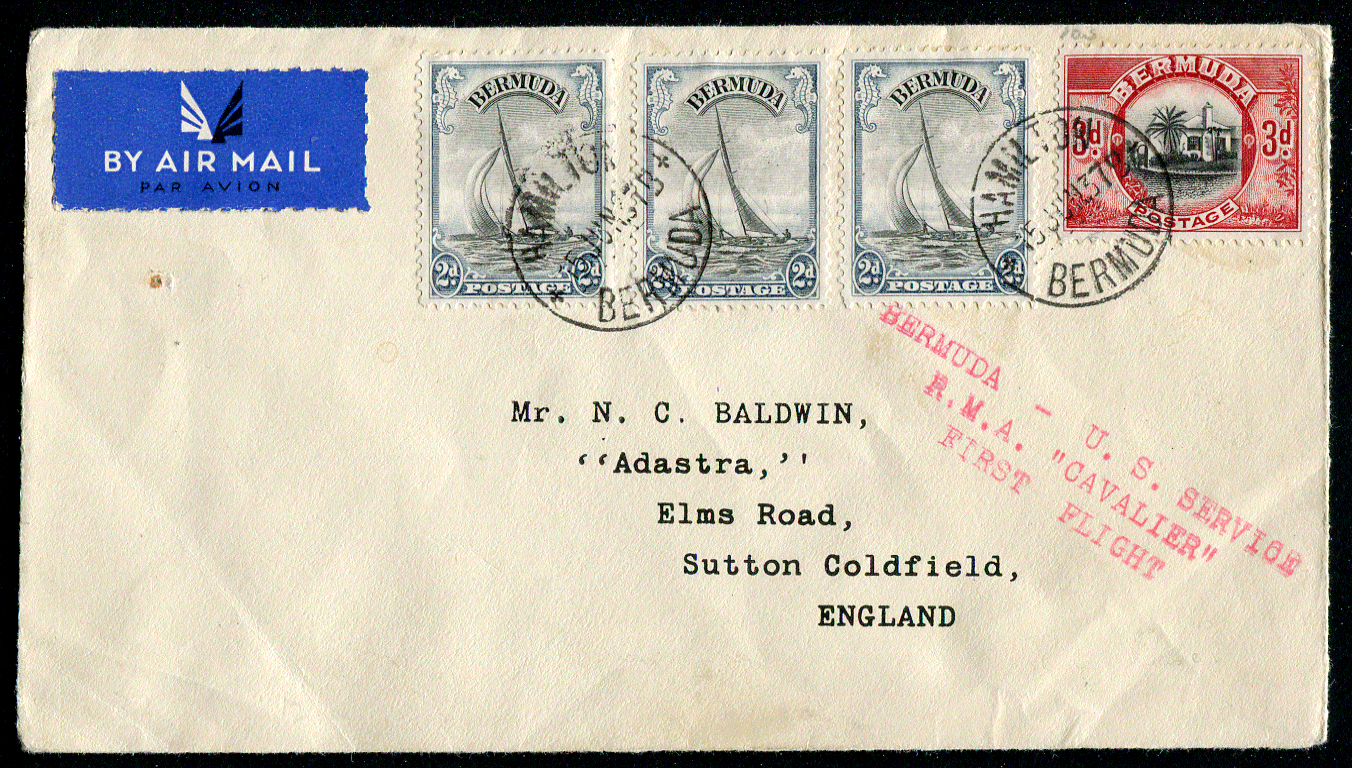 BY AIR MAIL
PAR AVION
BERMUDA
2d 2d
POSTAGE
BERMUDA
2d
POSTAGE
BERMUDA
2d 2d
POSTAGE
BERMUDA
3d 3d
POSTAGE
HAMILTON
BERMUDA
HAMILTON
BERMUDA
BERMUDA - U. S. SERVICE
R.M.A. "CAVALIER"
FIRST FLIGHT
Mr. N. C. BALDWIN,
‘‘Adastra,’'
Elms Road,
Sutton Coldfield,
ENGLAND